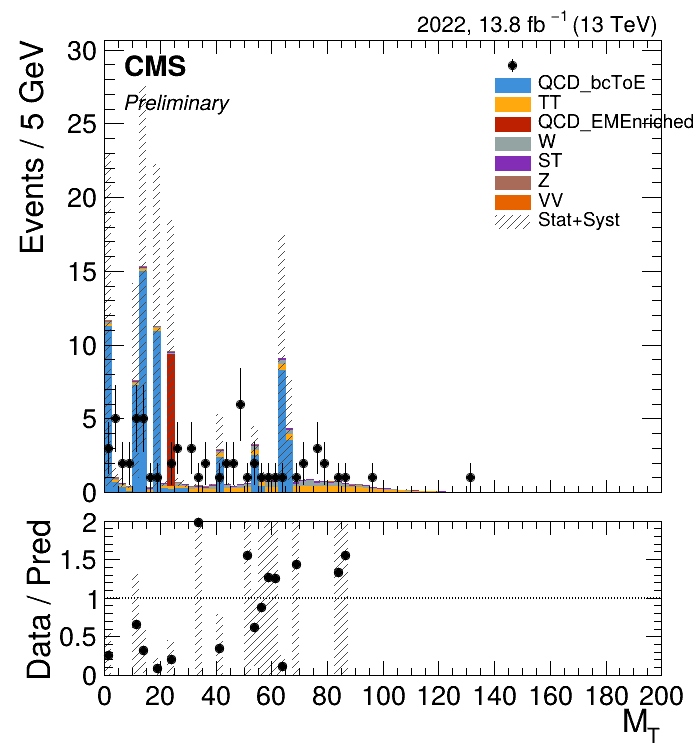 2022, 13.8 fb⁻¹ (13 TeV)
CMS
Preliminary
QCD_bcToE
TT
QCD_EMEnriched
W
ST
Z
VV
Stat+Syst
Events / 5 GeV
30
25
20
15
10
5
0
Data / Pred
2
1.5
1
0.5
0
0 20 40 60 80 100 120 140 160 180 200
M_T